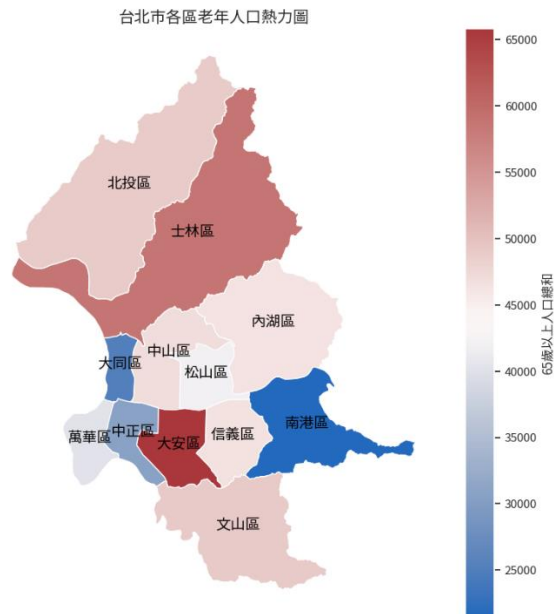 台北市各區老年人口熱力圖
北投區
士林區
內湖區
中山區
大同區
松山區
南港區
萬華區
中正區
大安區
信義區
文山區
65000
60000
55000
50000
45000
40000
35000
30000
25000
65歲以上人口總和